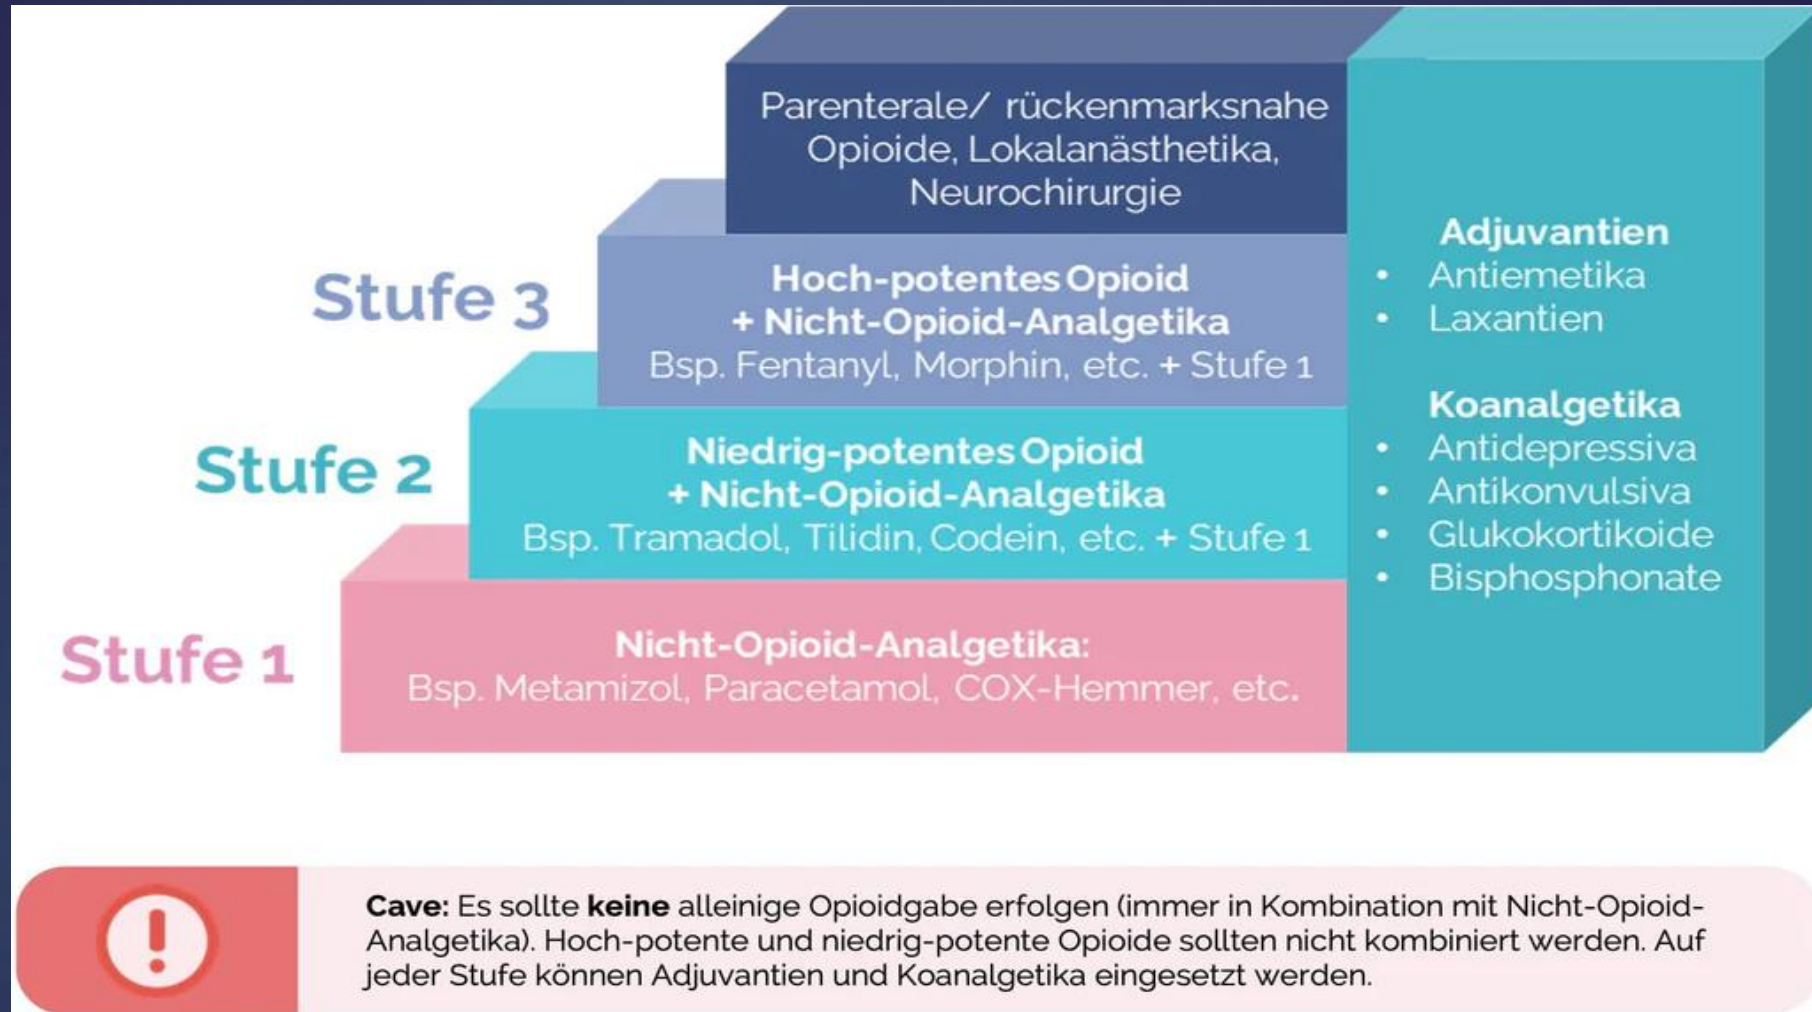 Parenterale/ rückenmarksnahe
Opioide, Lokalanästhetika,
Neurochirurgie
Stufe 3
Hoch-potentes Opioid
+ Nicht-Opioid-Analgetika
Bsp. Fentanyl, Morphin, etc. + Stufe 1
Stufe 2
Niedrig-potentes Opioid
+ Nicht-Opioid-Analgetika
Bsp. Tramadol, Tilidin, Codein, etc. + Stufe 1
Stufe 1
Nicht-Opioid-Analgetika:
Bsp. Metamizol, Paracetamol, COX-Hemmer, etc.
Adjuvantien
• Antiemetika
• Laxantien
Koanalgetika
• Antidepressiva
• Antikonvulsiva
• Glukokortikoide
• Bisphosphonate
!
Cave: Es sollte keine alleinige Opioidgabe erfolgen (immer in Kombination mit Nicht-Opioid-
Analgetika). Hoch-potente und niedrig-potente Opioide sollten nicht kombiniert werden. Auf
jeder Stufe können Adjuvantien und Koanalgetika eingesetzt werden.